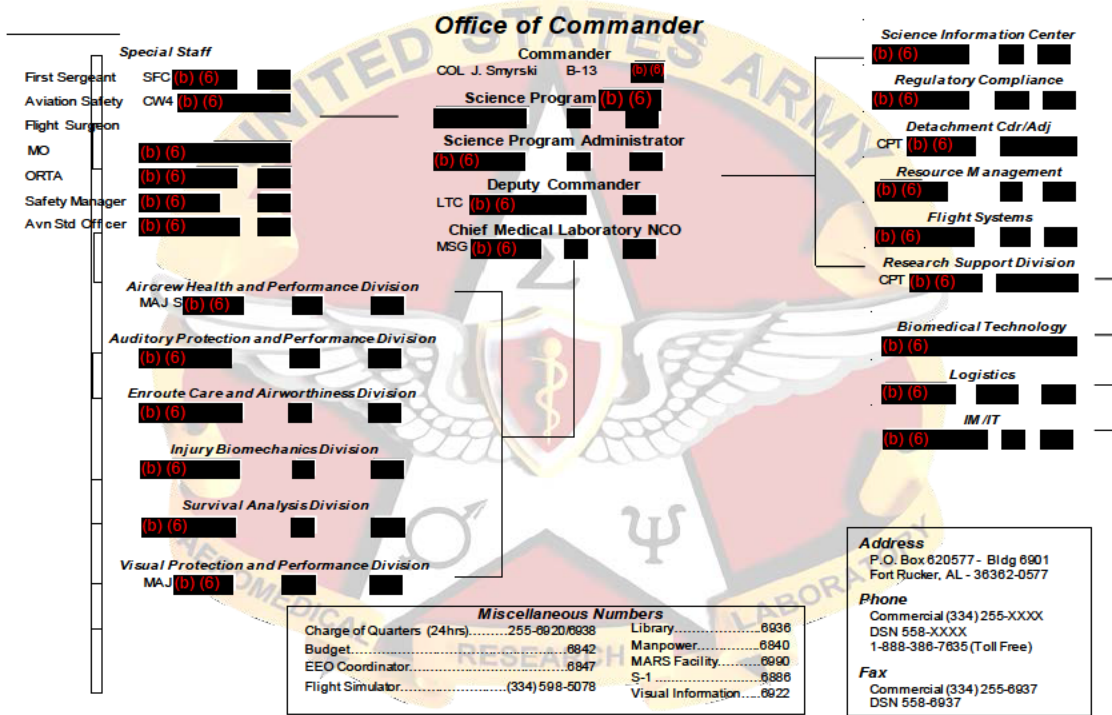 Office of Commander
Commander
COL J. Smyrski B-13 (b) (6)
Science Program (b) (6)
Science Program Administrator
(b) (6)
Deputy Commander
LTC (b) (6)
Chief Medical Laboratory NCO
MSG (b) (6)
Special Staff
First Sergeant SFC (b) (6)
Aviation Safety CW4 (b) (6)
Flight Surgeon
MO (b) (6)
ORTA (b) (6)
Safety Manager (b) (6)
Avn Std Officer (b) (6)
Aircrew Health and Performance Division
MAJ S (b) (6)
Auditory Protection and Performance Division
(b) (6)
Enroute Care and Airworthiness Division
(b) (6)
Injury Biomechanics Division
(b) (6)
Survival Analysis Division
(b) (6)
Visual Protection and Performance Division
MAJ (b) (6)
Science Information Center
(b) (6)
Regulatory Compliance
(b) (6)
Detachment Cdr/Adj
CPT (b) (6)
Resource Management
(b) (6)
Flight Systems
(b) (6)
Research Support Division
CPT (b) (6)
Biomedical Technology
(b) (6)
Logistics
(b) (6)
IM/IT
(b) (6)
UNITED STATES ARMY
AEROMEDICAL RESEARCH LABORATORY
Σ
Ψ
Miscellaneous Numbers
Charge of Quarters (24hrs)........255-6920/6938
Budget...............................................6842
EEO Coordinator................................6847
Flight Simulator........................(334) 598-5078
Library....................6936
Manpower...............6840
MARS Facility..........6990
S-1 ........................6886
Visual Information.....6922
Address
P.O. Box 620577 - Bldg 6901
Fort Rucker, AL - 36362-0577
Phone
Commercial (334) 255-XXXX
DSN 558-XXXX
1-888-386-7635 (Toll Free)
Fax
Commercial (334) 255-6937
DSN 558-6937